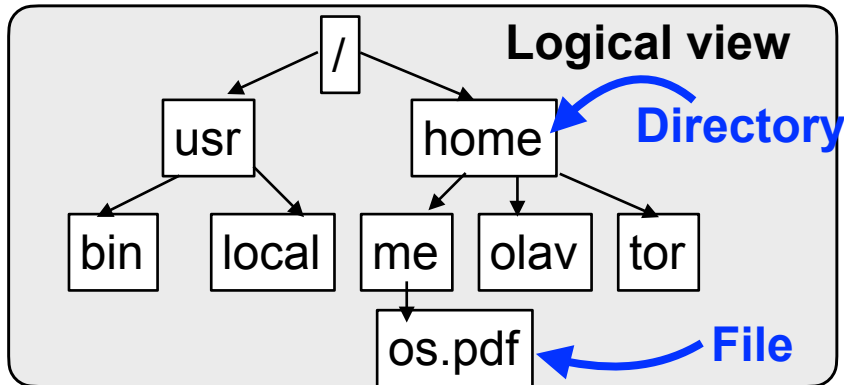 Logical view
/
Directory
usr
home
bin
local
me
olav
tor
os.pdf
File